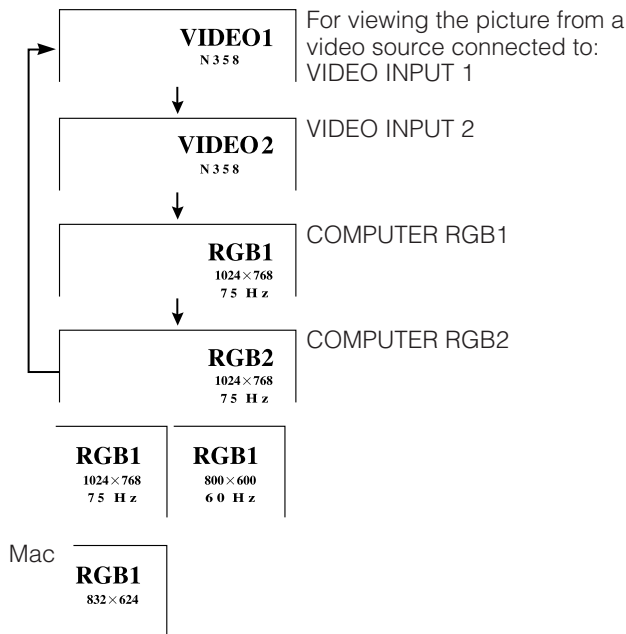 VIDEO1
N358
For viewing the picture from a
video source connected to:
VIDEO INPUT 1
VIDEO2
N358
VIDEO INPUT 2
RGB1
1024×768
75 Hz
COMPUTER RGB1
RGB2
1024×768
75 Hz
COMPUTER RGB2
RGB1
1024×768
75 Hz
RGB1
800×600
60 Hz
Mac
RGB1
832×624